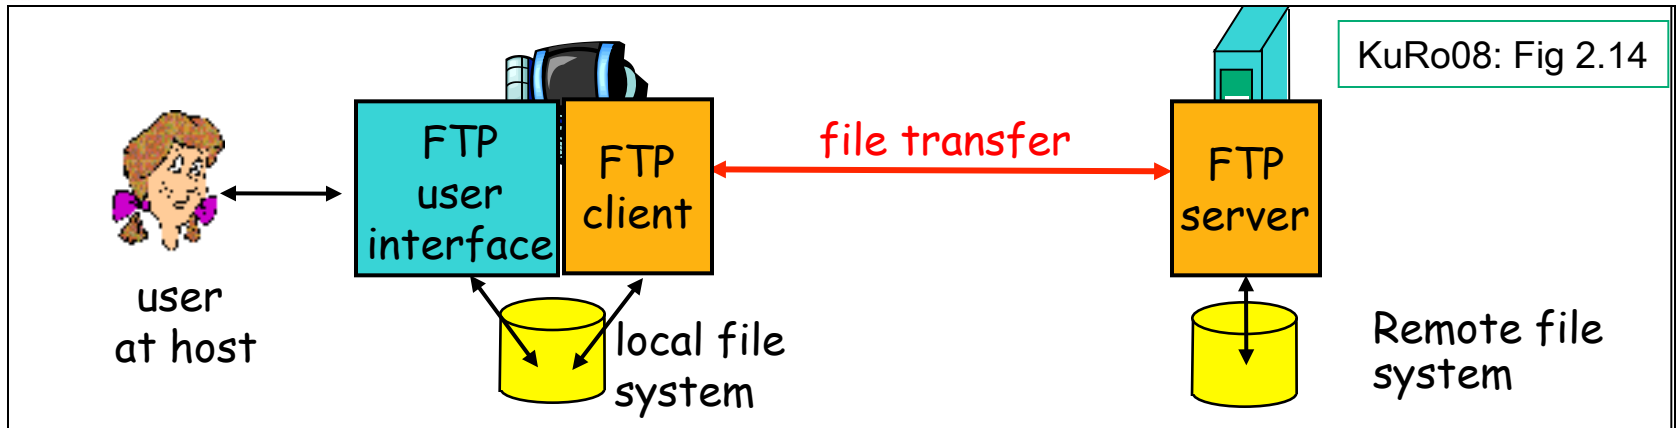 KuRo08: Fig 2.14
file transfer
FTP
user
interface
FTP
client
FTP
server
user
at host
local file
system
Remote file
system